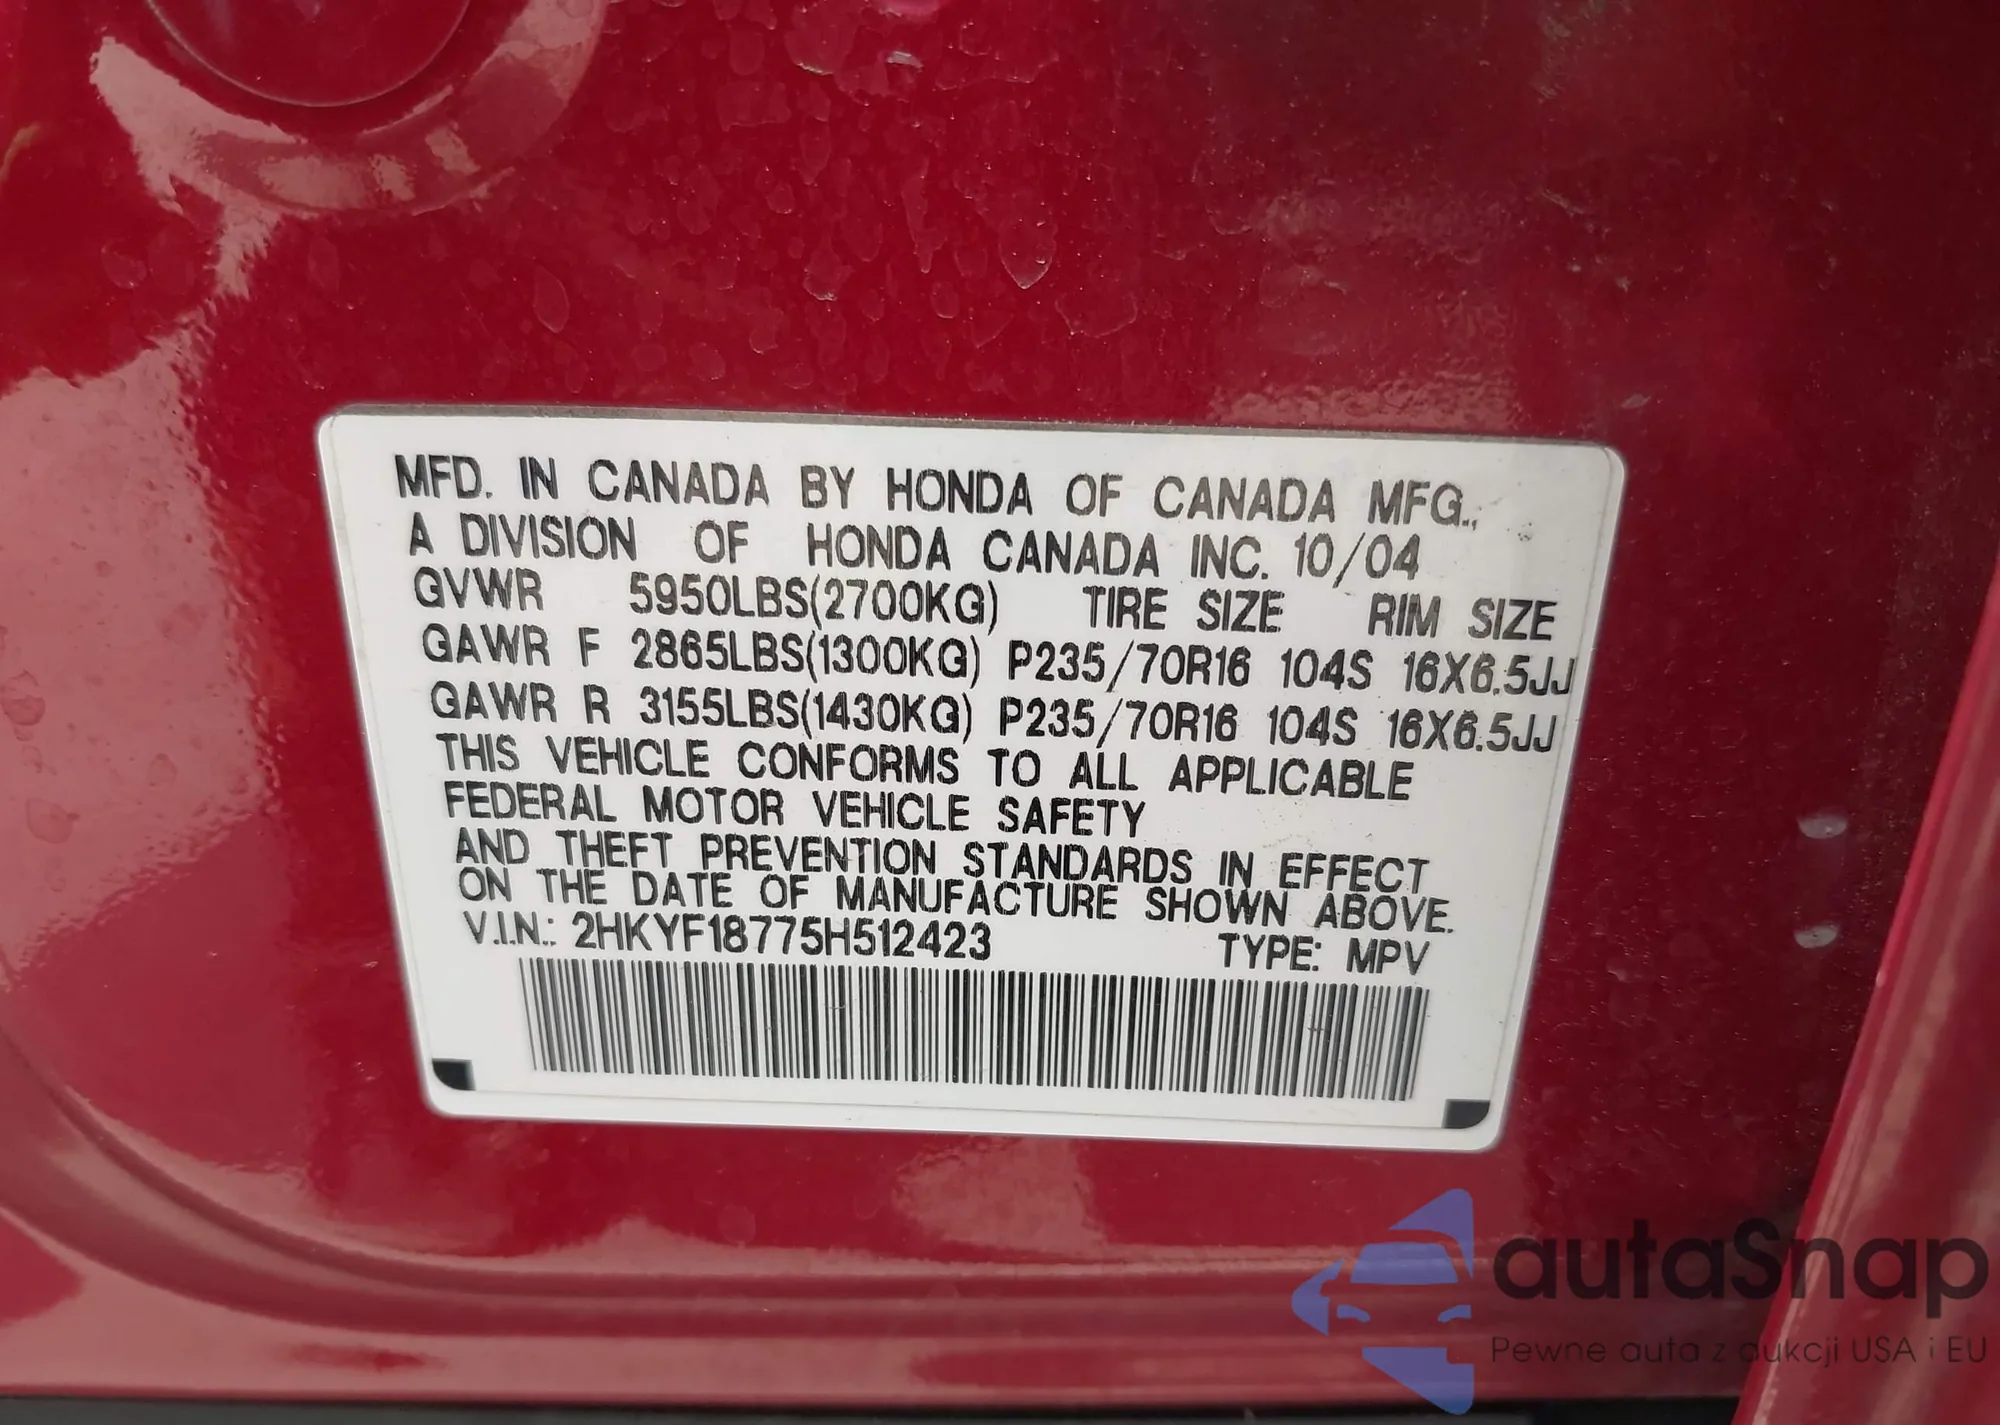 MFD. IN CANADA BY HONDA OF CANADA MFG.,
A DIVISION OF HONDA CANADA INC. 10/04
GVWR 5950LBS(2700KG) TIRE SIZE RIM SIZE
GAWR F 2865LBS(1300KG) P235/70R16 104S 16X6.5JJ
GAWR R 3155LBS(1430KG) P235/70R16 104S 16X6.5JJ
THIS VEHICLE CONFORMS TO ALL APPLICABLE
FEDERAL MOTOR VEHICLE SAFETY
AND THEFT PREVENTION STANDARDS IN EFFECT
ON THE DATE OF MANUFACTURE SHOWN ABOVE.
V.I.N.: 2HKYF18775H512423 TYPE: MPV
autaSnap
Pewne auta z aukcji USA i EU